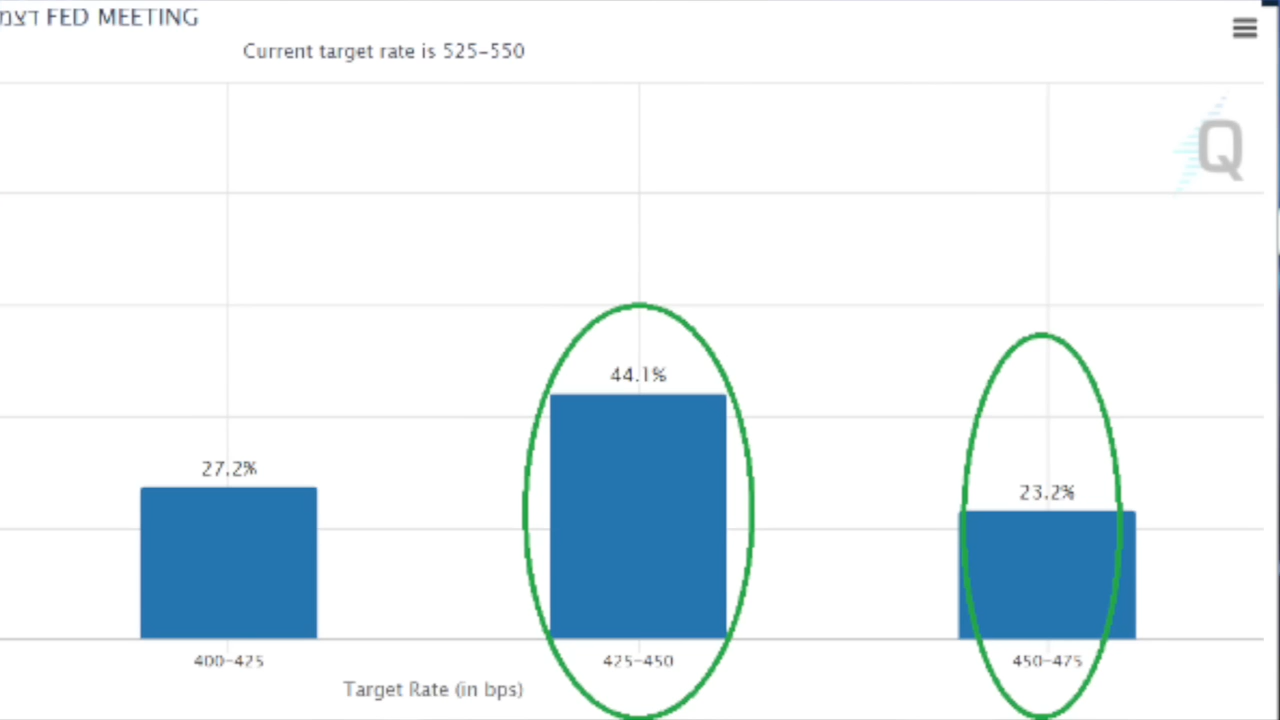 דצמ FED MEETING
Current target rate is 525-550
Q
44.1%
27.2%
23.2%
400-425
425-450
450-475
Target Rate (in bps)